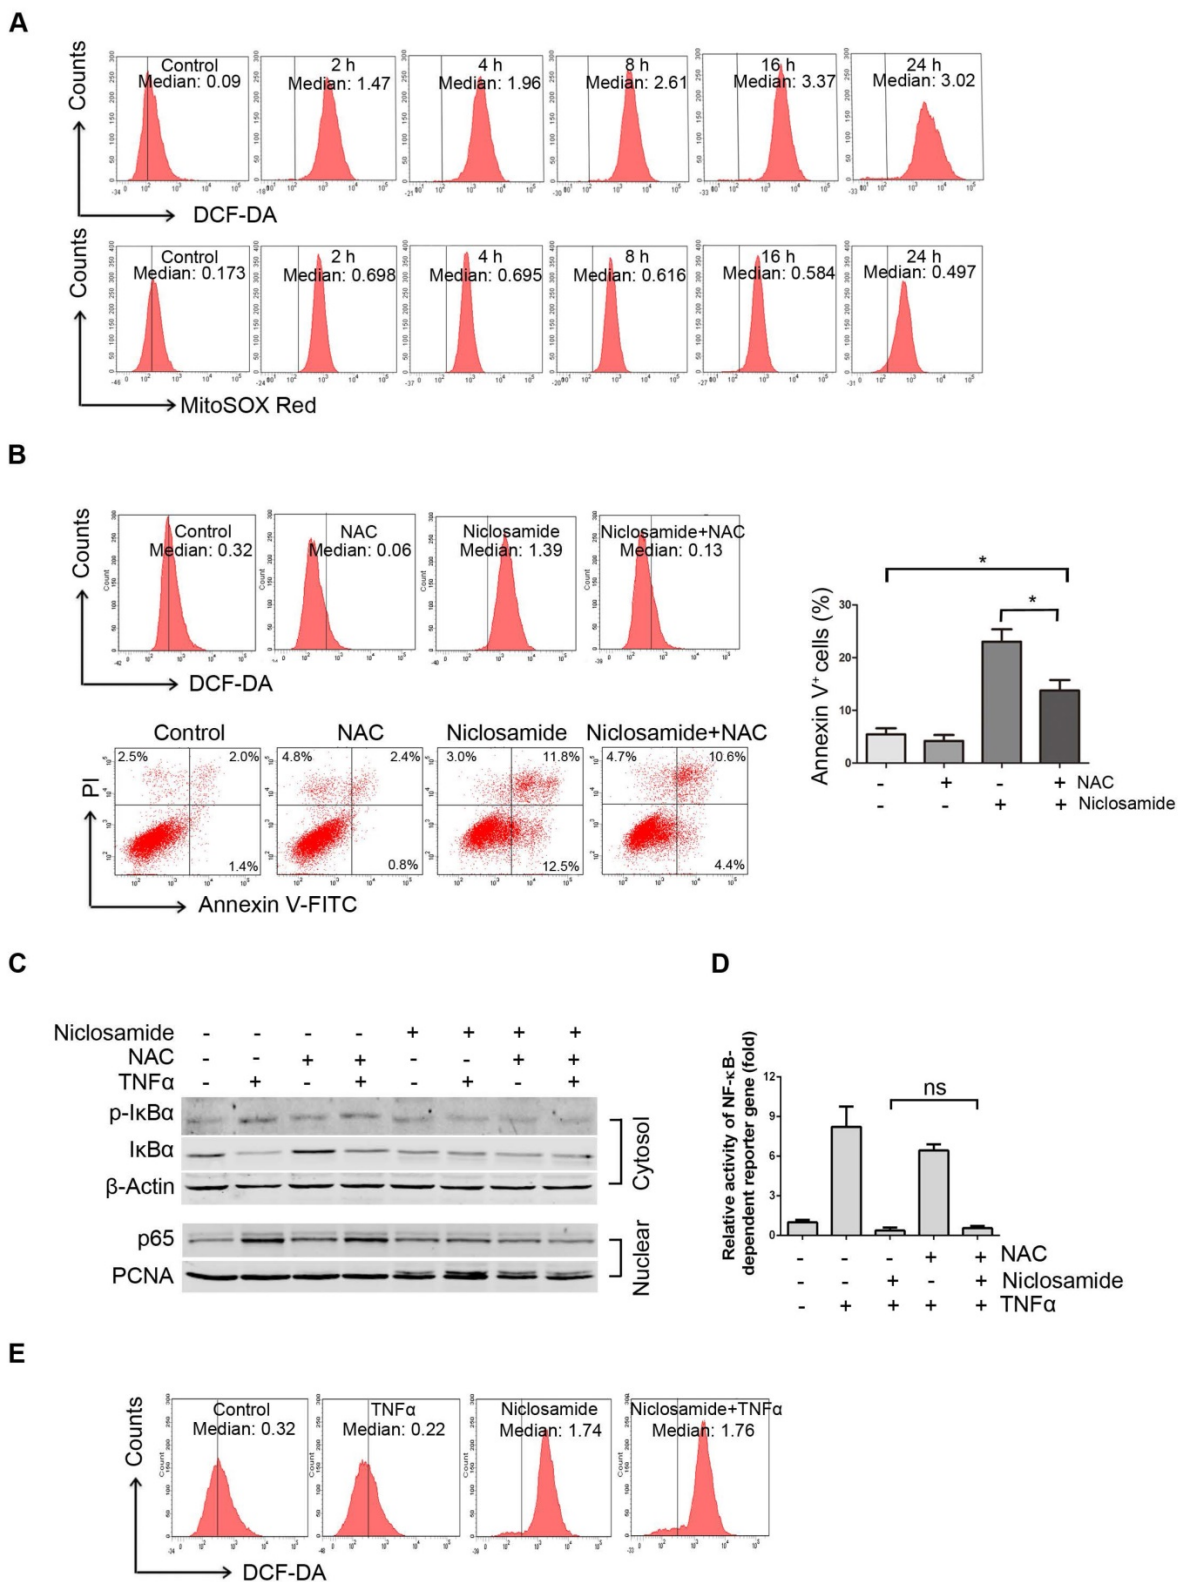 A
Counts
Control
Median: 0.09
2 h
Median: 1.47
4 h
Median: 1.96
8 h
Median: 2.61
16 h
Median: 3.37
24 h
Median: 3.02
DCF-DA
Counts
Control
Median: 0.173
2 h
Median: 0.698
4 h
Median: 0.695
8 h
Median: 0.616
16 h
Median: 0.584
24 h
Median: 0.497
MitoSOX Red
B
Counts
Control
Median: 0.32
NAC
Median: 0.06
Niclosamide
Median: 1.39
Niclosamide+NAC
Median: 0.13
DCF-DA
Control
NAC
Niclosamide
Niclosamide+NAC
PI
2.5% 2.0%
1.4%
4.8% 2.4%
0.8%
3.0% 11.8%
12.5%
4.7% 10.6%
4.4%
Annexin V-FITC
Annexin V+ cells (%)
30
20
10
0
*
*
- + - + NAC
- - + + Niclosamide
C
Niclosamide - - - - + + + +
NAC - - + + - - + +
TNFα - + - + - + - +
p-IκBα
IκBα
β-Actin
Cytosol
p65
PCNA
Nuclear
D
Relative activity of NF-κB-
dependent reporter gene (fold)
12
9
6
3
0
ns
- - - + + NAC
- - + - + Niclosamide
- + + + + TNFα
E
Counts
Control
Median: 0.32
TNFα
Median: 0.22
Niclosamide
Median: 1.74
Niclosamide+TNFα
Median: 1.76
DCF-DA